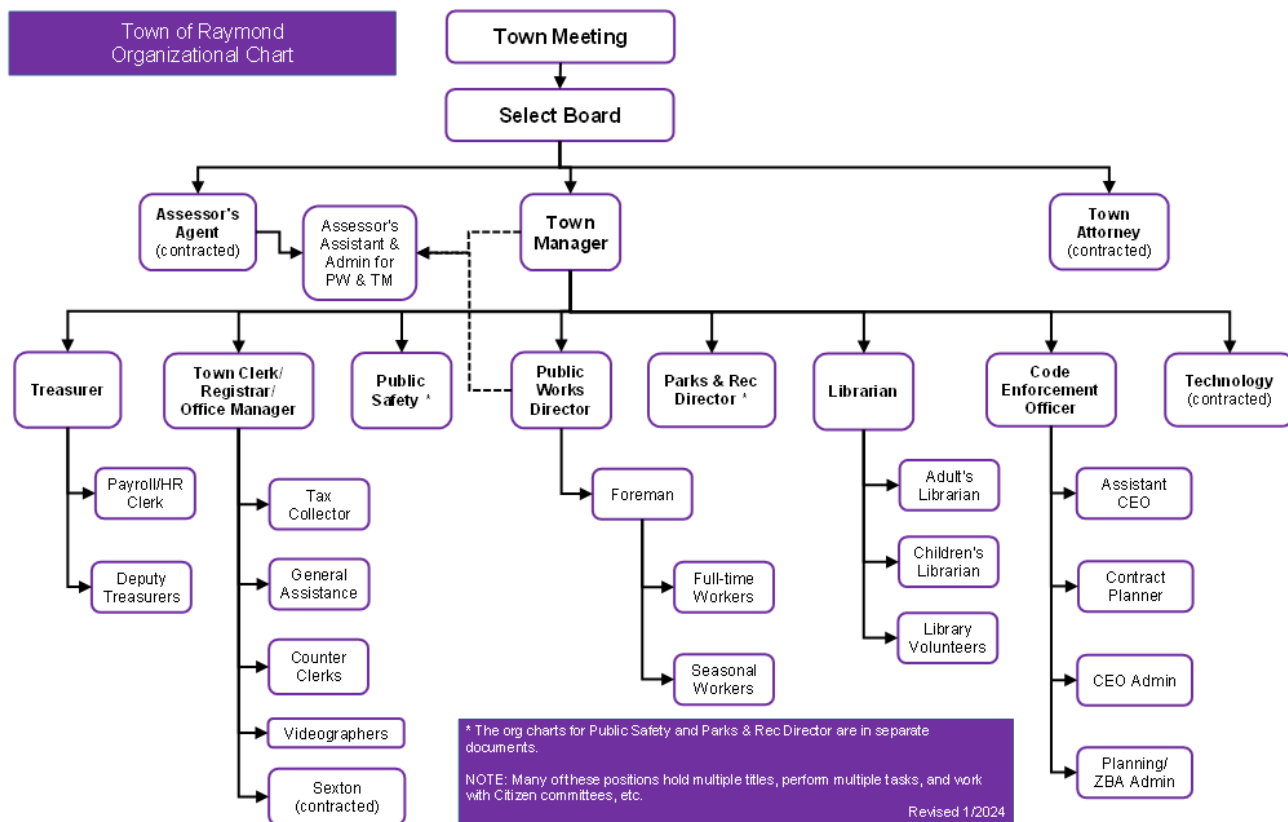 Town of Raymond
Organizational Chart
Town Meeting
Select Board
Assessor's
Agent
(contracted)
Assessor's
Assistant &
Admin for
PW & TM
Town
Manager
Town
Attorney
(contracted)
Treasurer
Town Clerk/
Registrar/
Office Manager
Public
Safety *
Public
Works
Director
Parks & Rec
Director *
Librarian
Code
Enforcement
Officer
Technology
(contracted)
Payroll/HR
Clerk
Deputy
Treasurers
Tax
Collector
General
Assistance
Counter
Clerks
Videographers
Sexton
(contracted)
Foreman
Full-time
Workers
Seasonal
Workers
Adult's
Librarian
Children's
Librarian
Library
Volunteers
Assistant
CEO
Contract
Planner
CEO Admin
Planning/
ZBA Admin
* The org charts for Public Safety and Parks & Rec Director are in separate
documents.
NOTE: Many of these positions hold multiple titles, perform multiple tasks, and work
with Citizen committees, etc.
Revised 1/2024